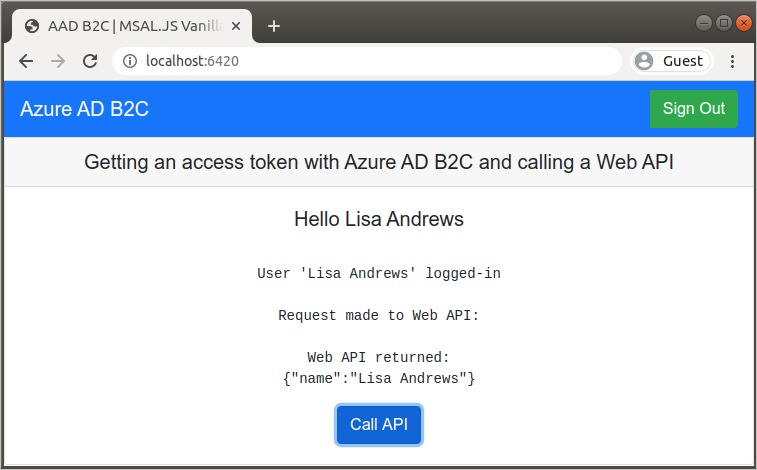 AAD B2C | MSAL.JS Vanill
localhost:6420
Guest
Azure AD B2C
Sign Out
Getting an access token with Azure AD B2C and calling a Web API
Hello Lisa Andrews
User 'Lisa Andrews' logged-in
Request made to Web API:
Web API returned:
{"name":"Lisa Andrews"}
Call API